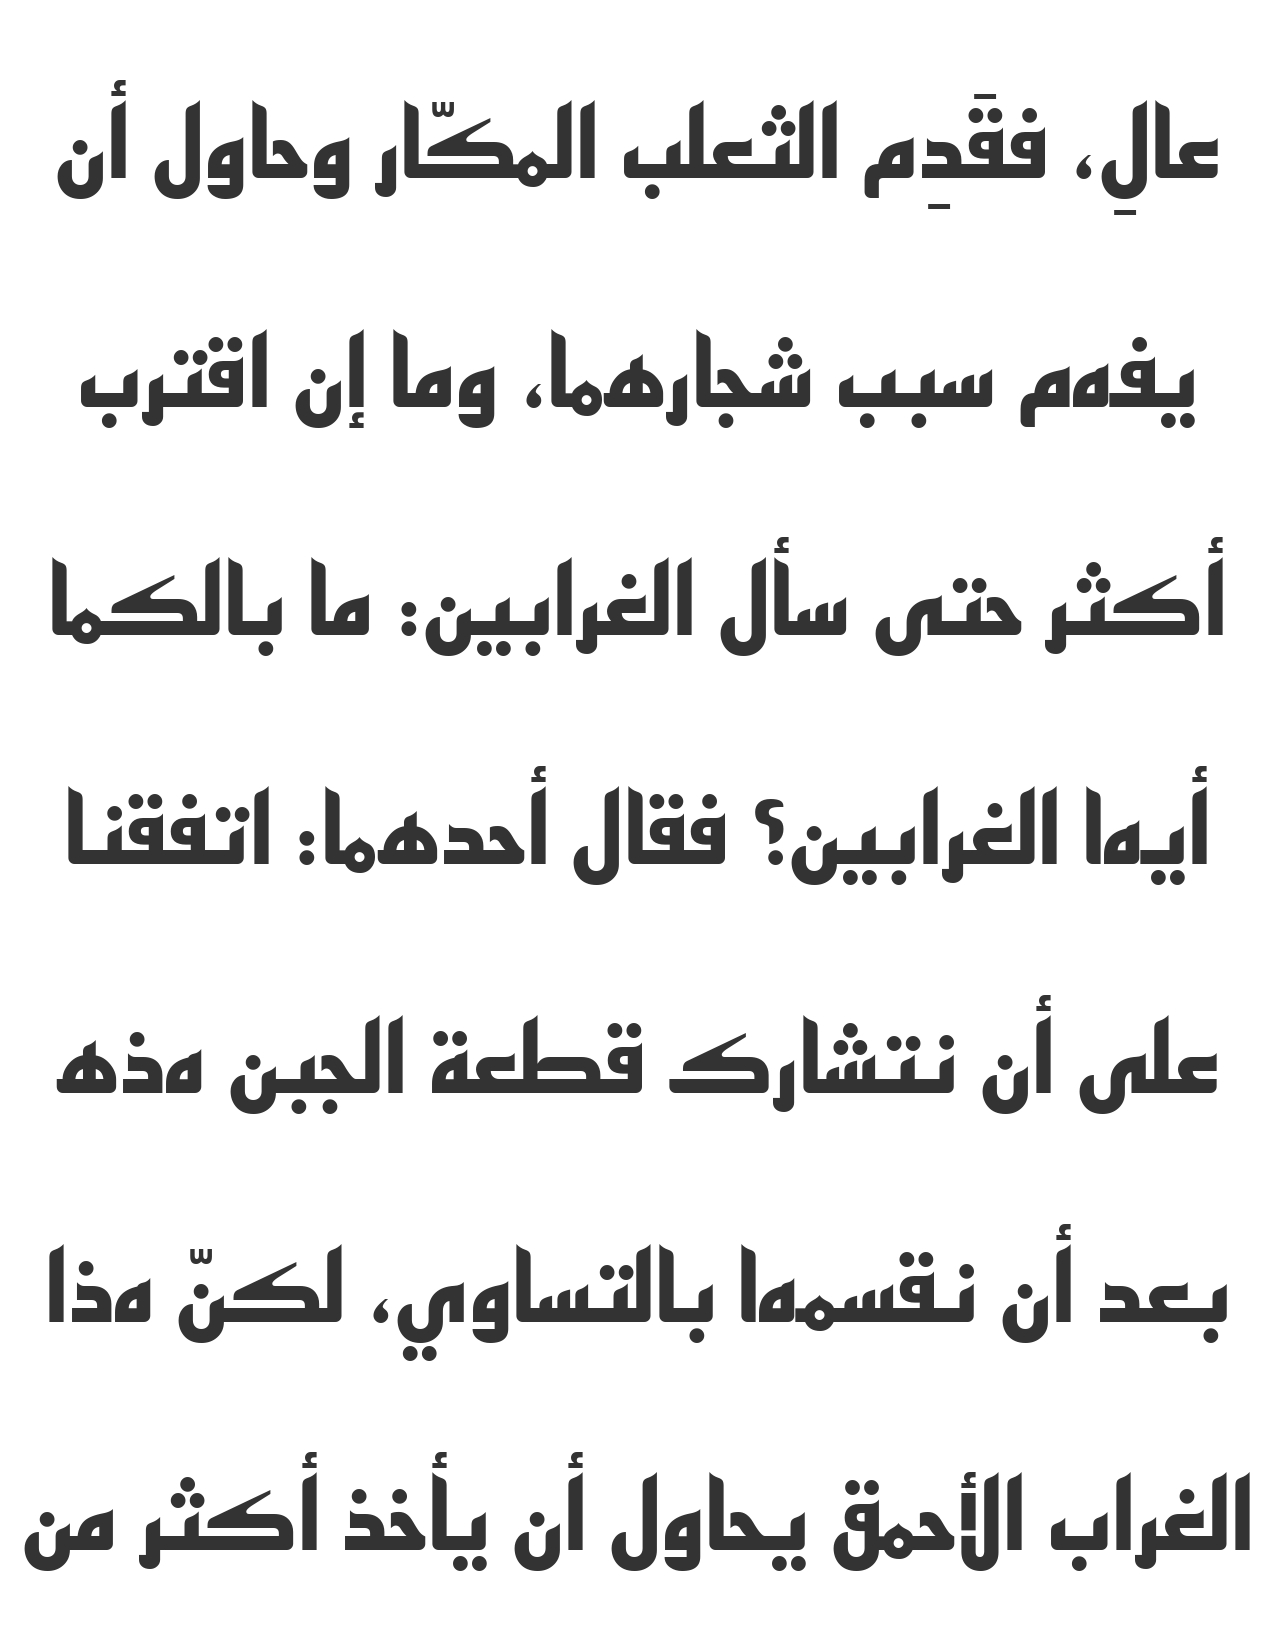 عالِ، فقَدِم الثعلب المكّار وحاول أن
يفهم سبب شجارهما، وما إن اقترب
أكثر حتى سأل الغرابين: ما بالكما
أيها الغرابين؟ فقال أحدهما: اتفقنا
على أن نتشارك قطعة الجبن هذه
بعد أن نقسمها بالتساوي، لكنّ هذا
الغراب الأحمق يحاول أن يأخذ أكثر من